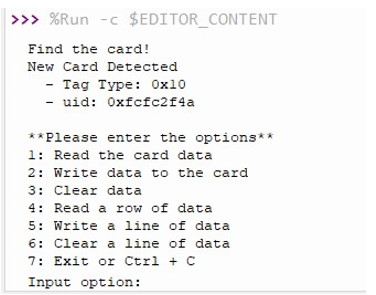 >>> %Run -c $EDITOR_CONTENT
Find the card!
New Card Detected
- Tag Type: 0x10
- uid: 0xfcfc2f4a
**Please enter the options**
1: Read the card data
2: Write data to the card
3: Clear data
4: Read a row of data
5: Write a line of data
6: Clear a line of data
7: Exit or Ctrl + C
Input option: